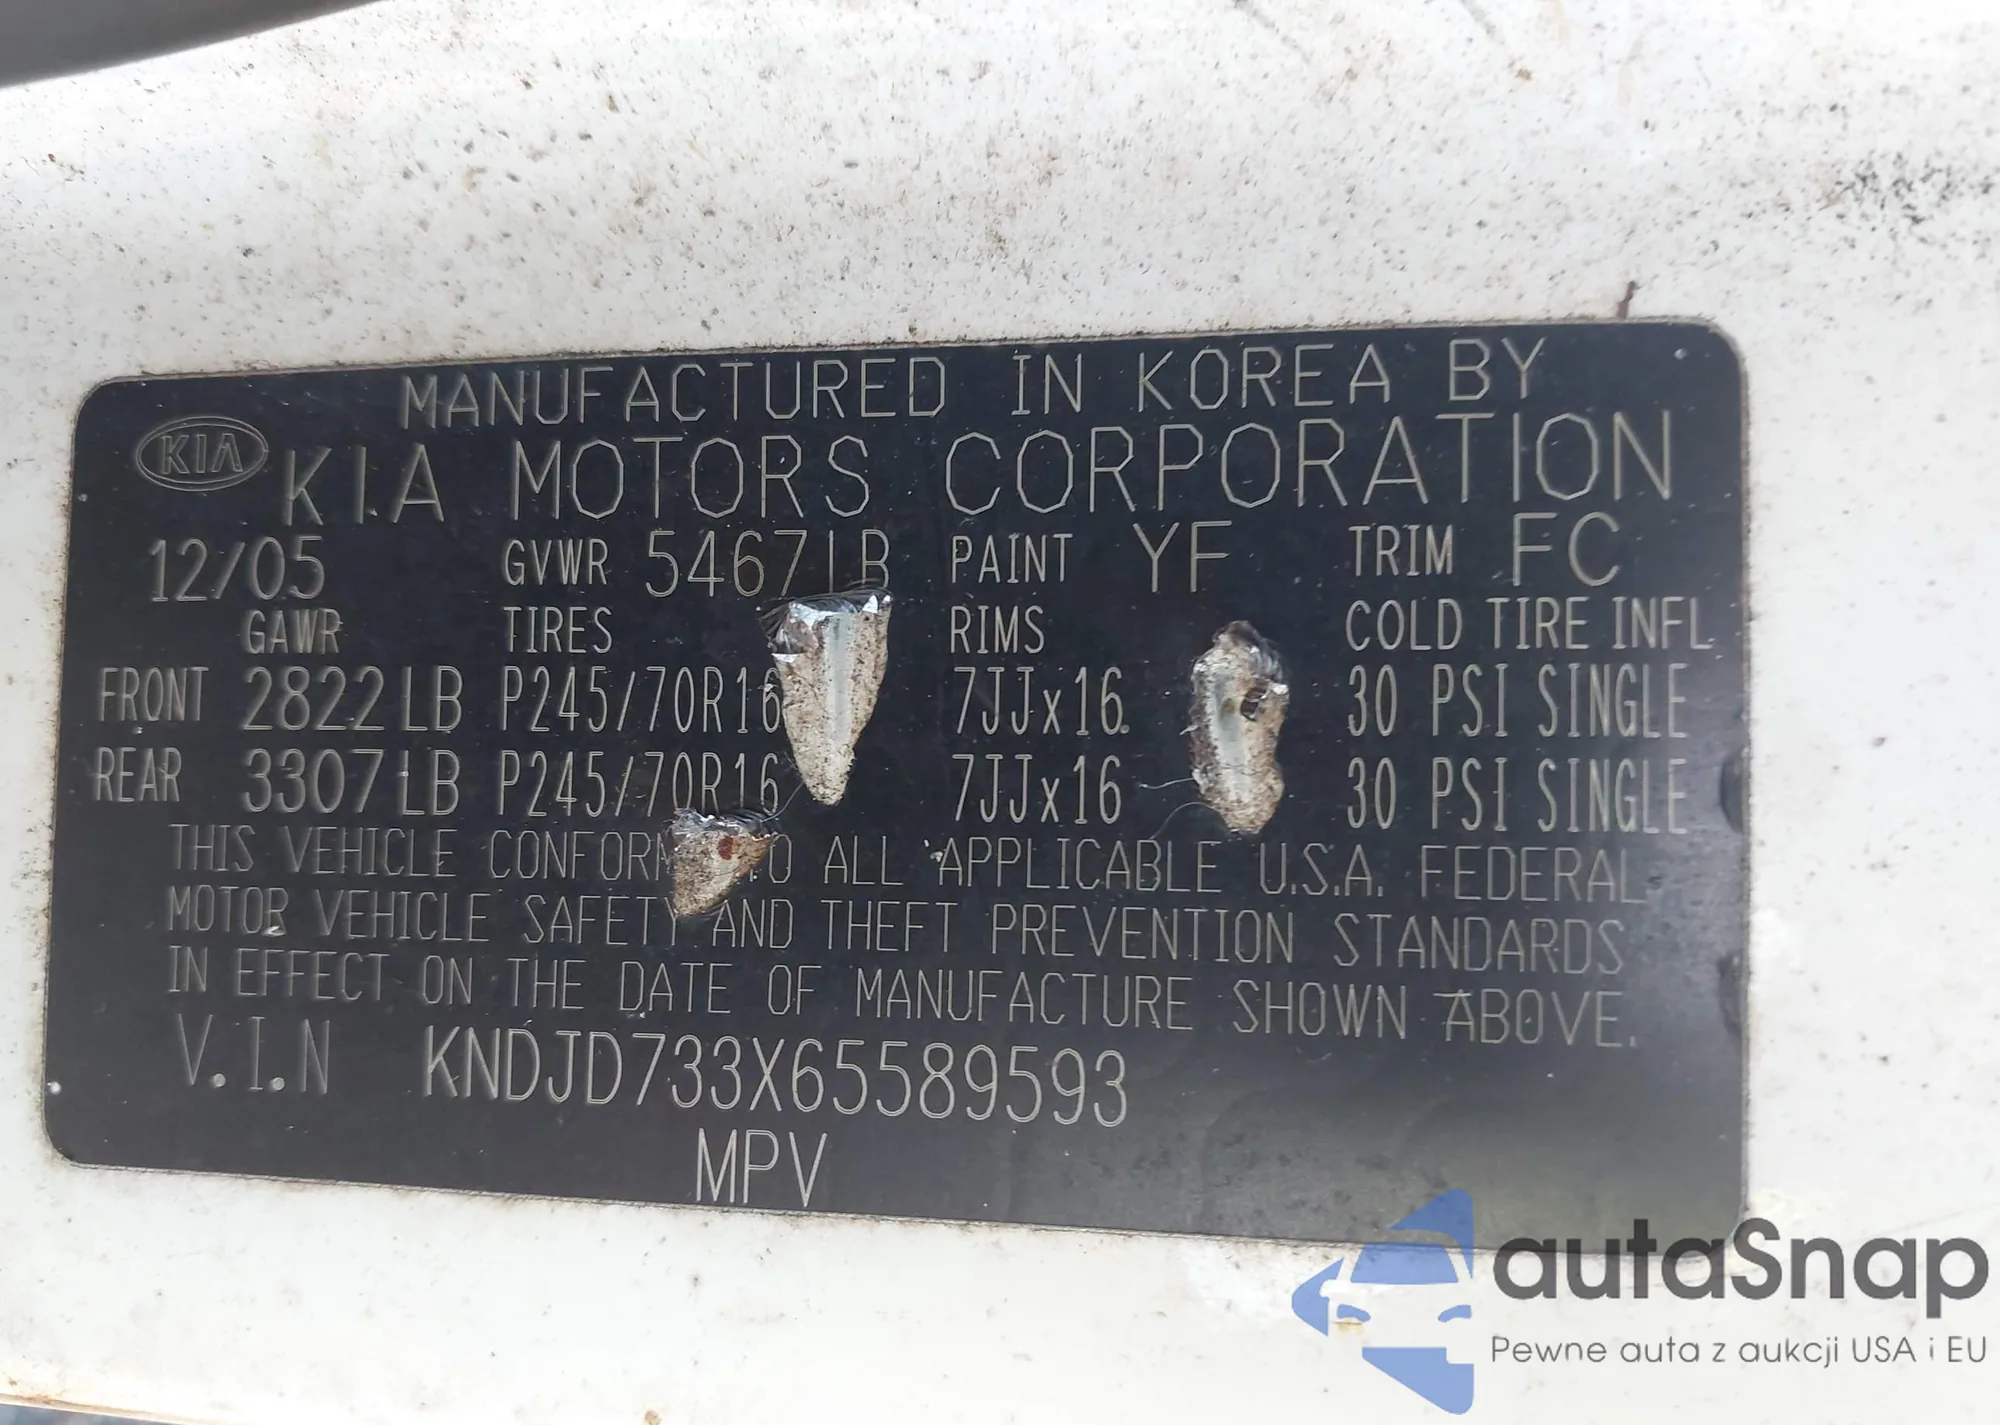 MANUFACTURED IN KOREA BY
KIA KIA MOTORS CORPORATION
12/05 GVWR 5467LB PAINT YF TRIM FC
GAWR TIRES RIMS COLD TIRE INFL
FRONT 2822LB P245/70R16 7JJx16 30 PSI SINGLE
REAR 3307LB P245/70R16 7JJx16 30 PSI SINGLE
THIS VEHICLE CONFORM TO ALL APPLICABLE U.S.A. FEDERAL
MOTOR VEHICLE SAFETY AND THEFT PREVENTION STANDARDS
IN EFFECT ON THE DATE OF MANUFACTURE SHOWN ABOVE.
V.I.N KNDJD733X65589593
MPV
autaSnap
Pewne auta z aukcji USA i EU